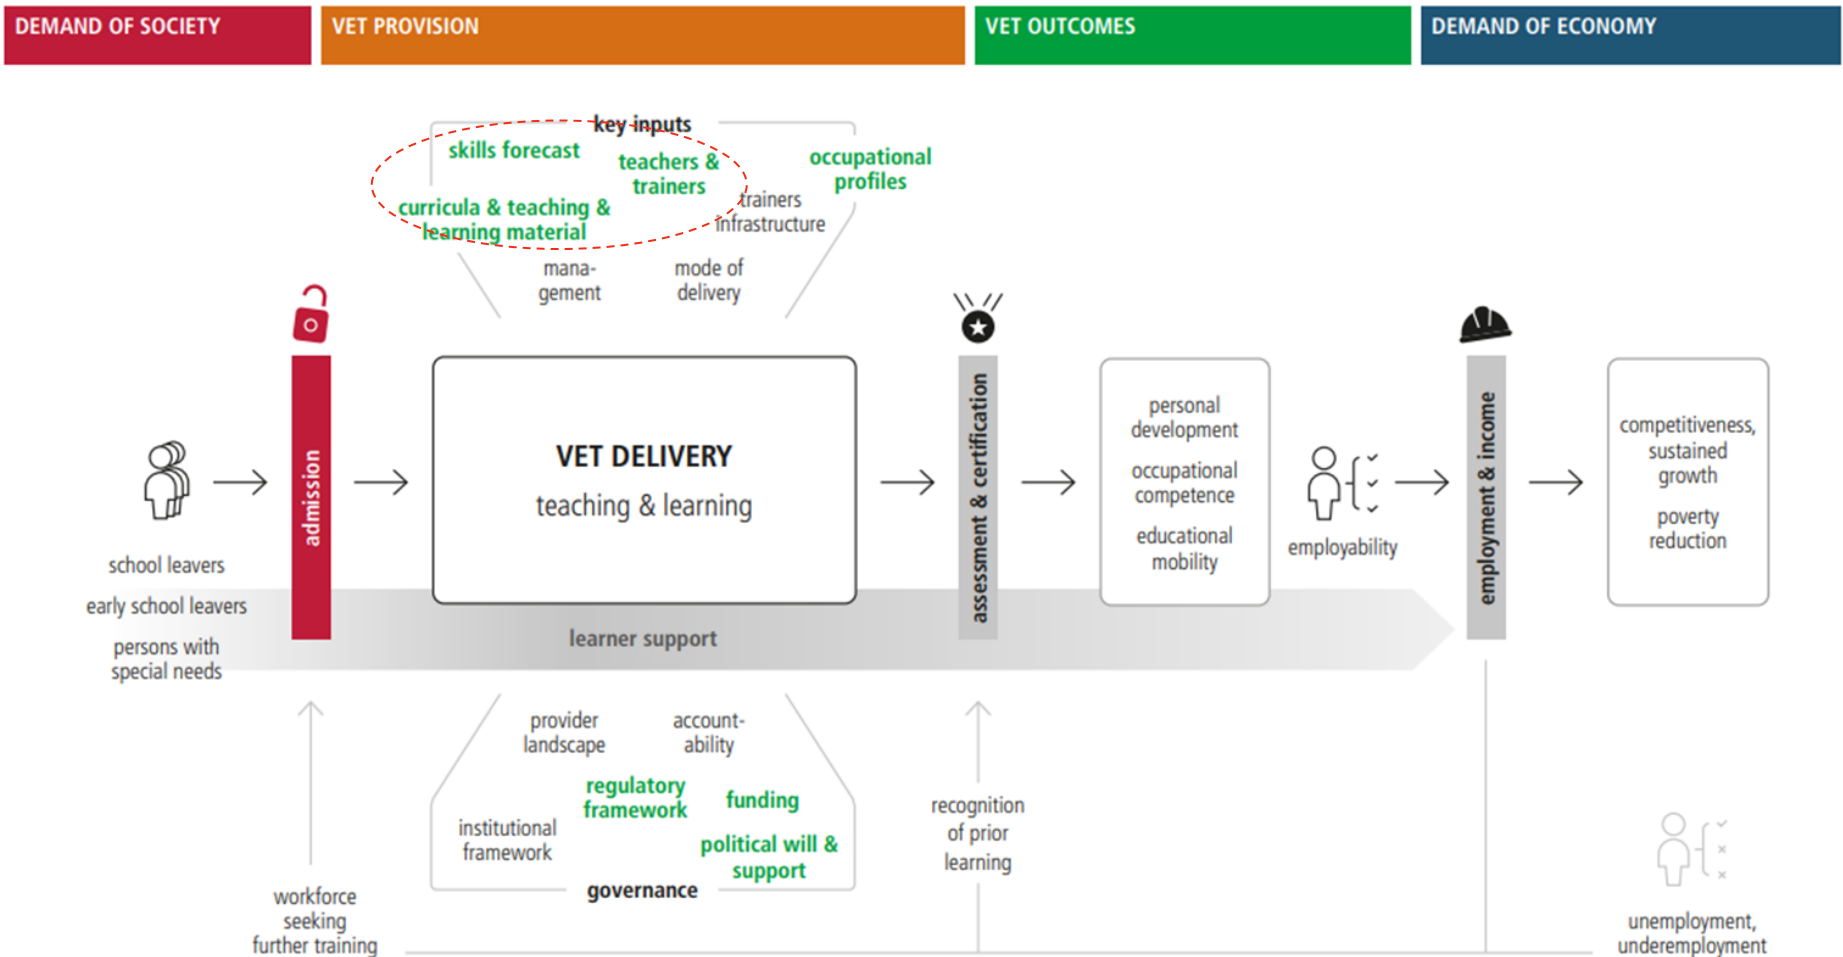 DEMAND OF SOCIETY
VET PROVISION
VET OUTCOMES
DEMAND OF ECONOMY
key inputs
skills forecast
teachers &
trainers
occupational
profiles
curricula & teaching &
learning material
trainers
infrastructure
mana-
gement
mode of
delivery
school leavers
early school leavers
persons with
special needs
admission
VET DELIVERY
teaching & learning
learner support
assessment & certification
personal
development
occupational
competence
educational
mobility
employability
employment & income
competitiveness,
sustained
growth
poverty
reduction
provider
landscape
account-
ability
regulatory
framework
funding
institutional
framework
political will &
support
governance
workforce
seeking
further training
recognition
of prior
learning
unemployment,
underemployment